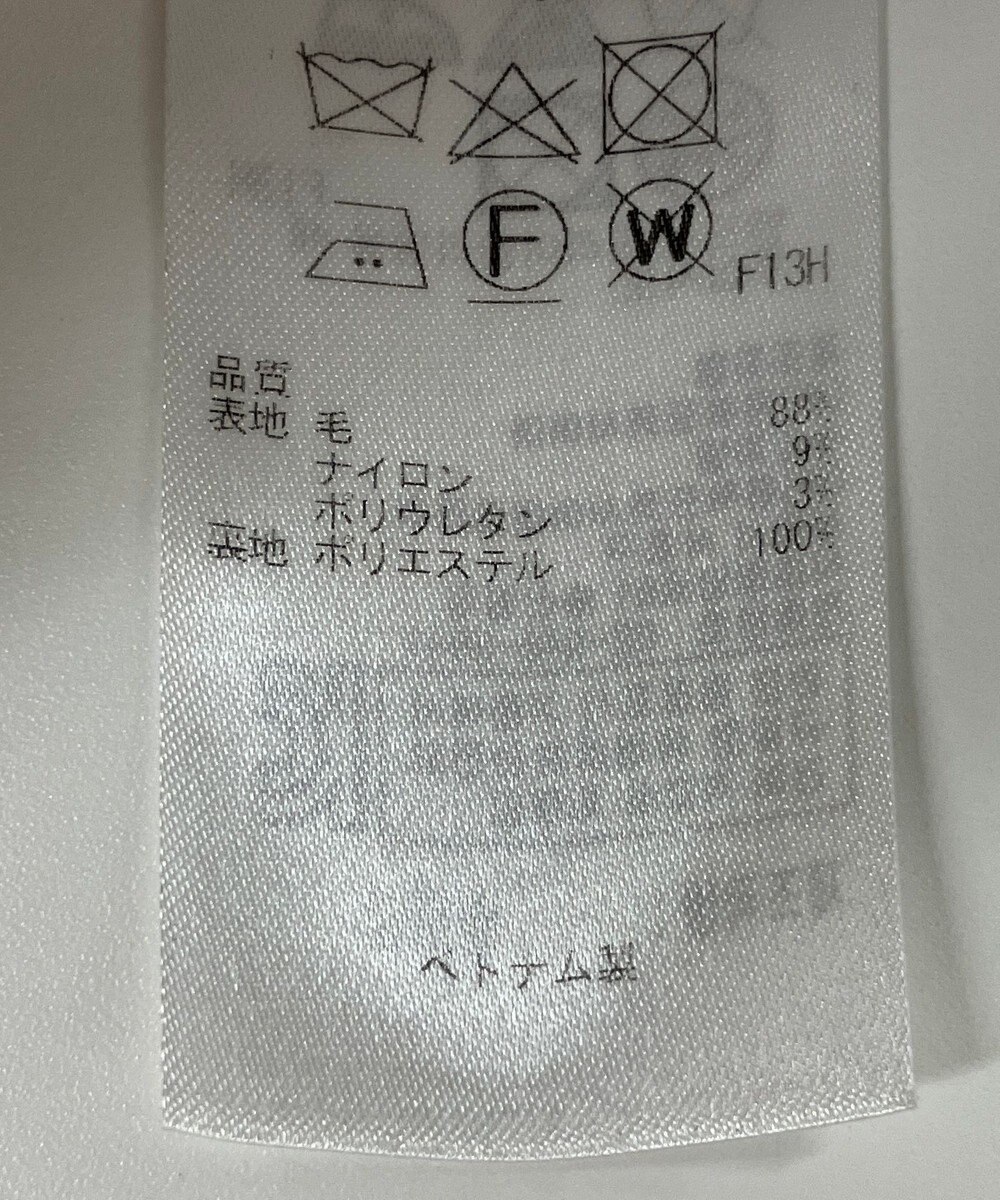 F W F13H
品質
表地 毛 88%
ナイロン 9%
ポリウレタン 3%
裏地 ポリエステル 100%
ベトナム製